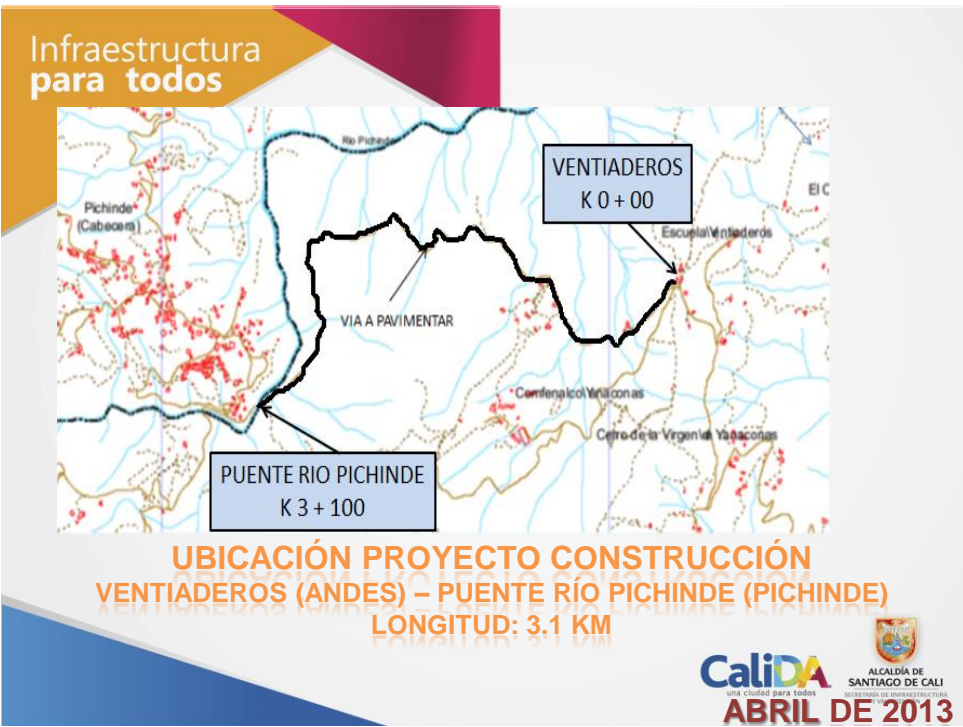 Infraestructura
para todos
Rio Pichinde
VENTIADEROS
K 0 + 00
El C
Pichinde
(Cabecera)
Escuela Ventiaderos
VIA A PAVIMENTAR
Comfenalco Yanaconas
Cerro de la Virgen de Yanaconas
PUENTE RIO PICHINDE
K 3 + 100
UBICACIÓN PROYECTO CONSTRUCCIÓN
VENTIADEROS (ANDES) – PUENTE RÍO PICHINDE (PICHINDE)
LONGITUD: 3.1 KM
CaliDA
una ciudad para todos
ALCALDÍA DE
SANTIAGO DE CALI
SECRETARÍA DE INFRAESTRUCTURA
ABRIL DE 2013